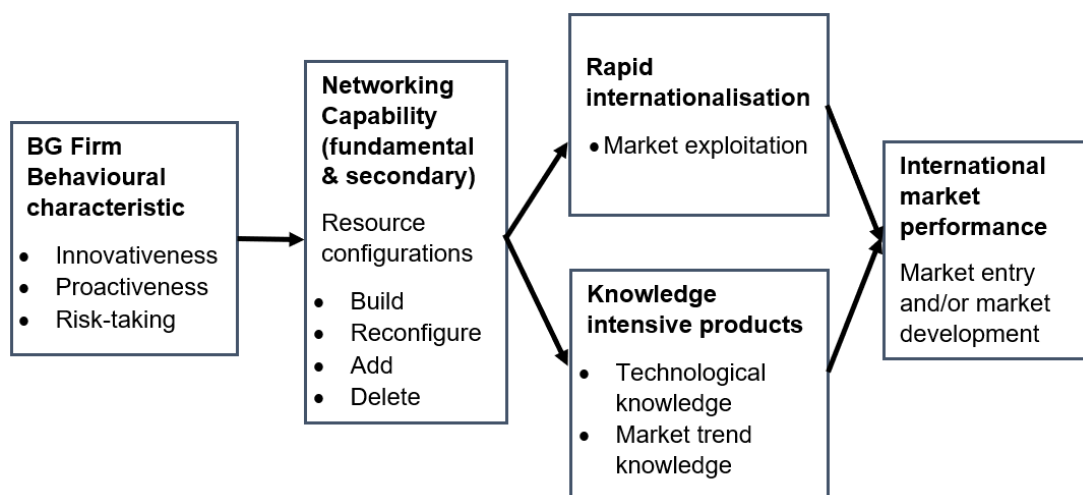 BG Firm
Behavioural
characteristic
• Innovativeness
• Proactiveness
• Risk-taking
Networking
Capability
(fundamental
& secondary)
Resource
configurations
• Build
• Reconfigure
• Add
• Delete
Rapid
internationalisation
• Market exploitation
Knowledge
intensive products
• Technological
knowledge
• Market trend
knowledge
International
market
performance
Market entry
and/or market
development